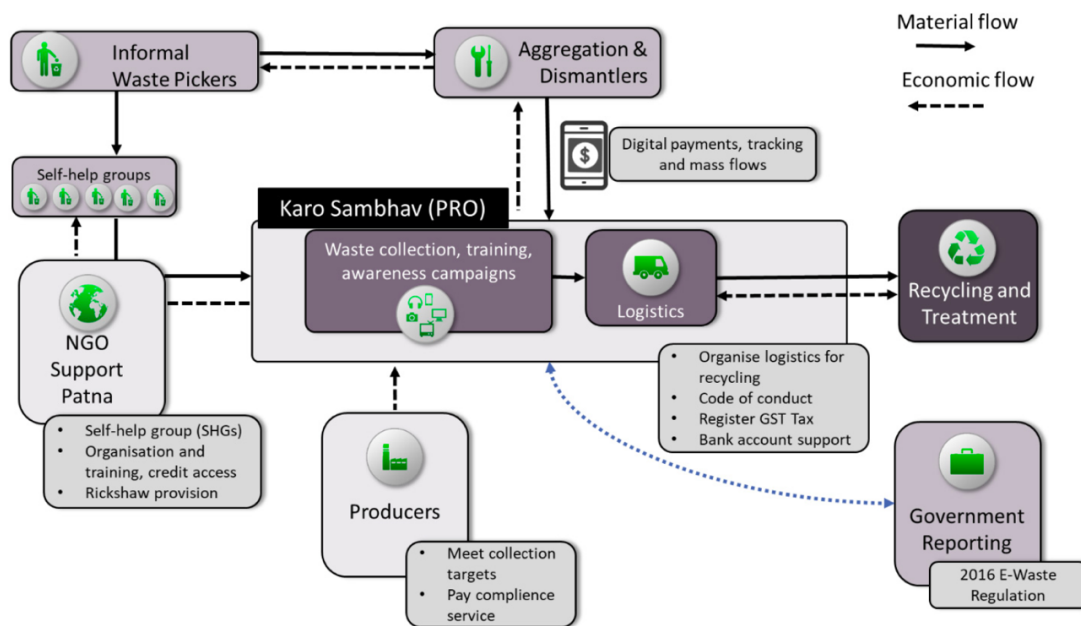 Material flow
Economic flow
Informal
Waste Pickers
Aggregation &
Dismantlers
Digital payments, tracking
and mass flows
$
Self-help groups
Karo Sambhav (PRO)
Waste collection, training,
awareness campaigns
Logistics
Recycling and
Treatment
NGO
Support
Patna
• Self-help group (SHGs)
• Organisation and
training, credit access
• Rickshaw provision
• Organise logistics for
recycling
• Code of conduct
• Register GST Tax
• Bank account support
Producers
• Meet collection
targets
• Pay complience
service
Government
Reporting
2016 E-Waste
Regulation